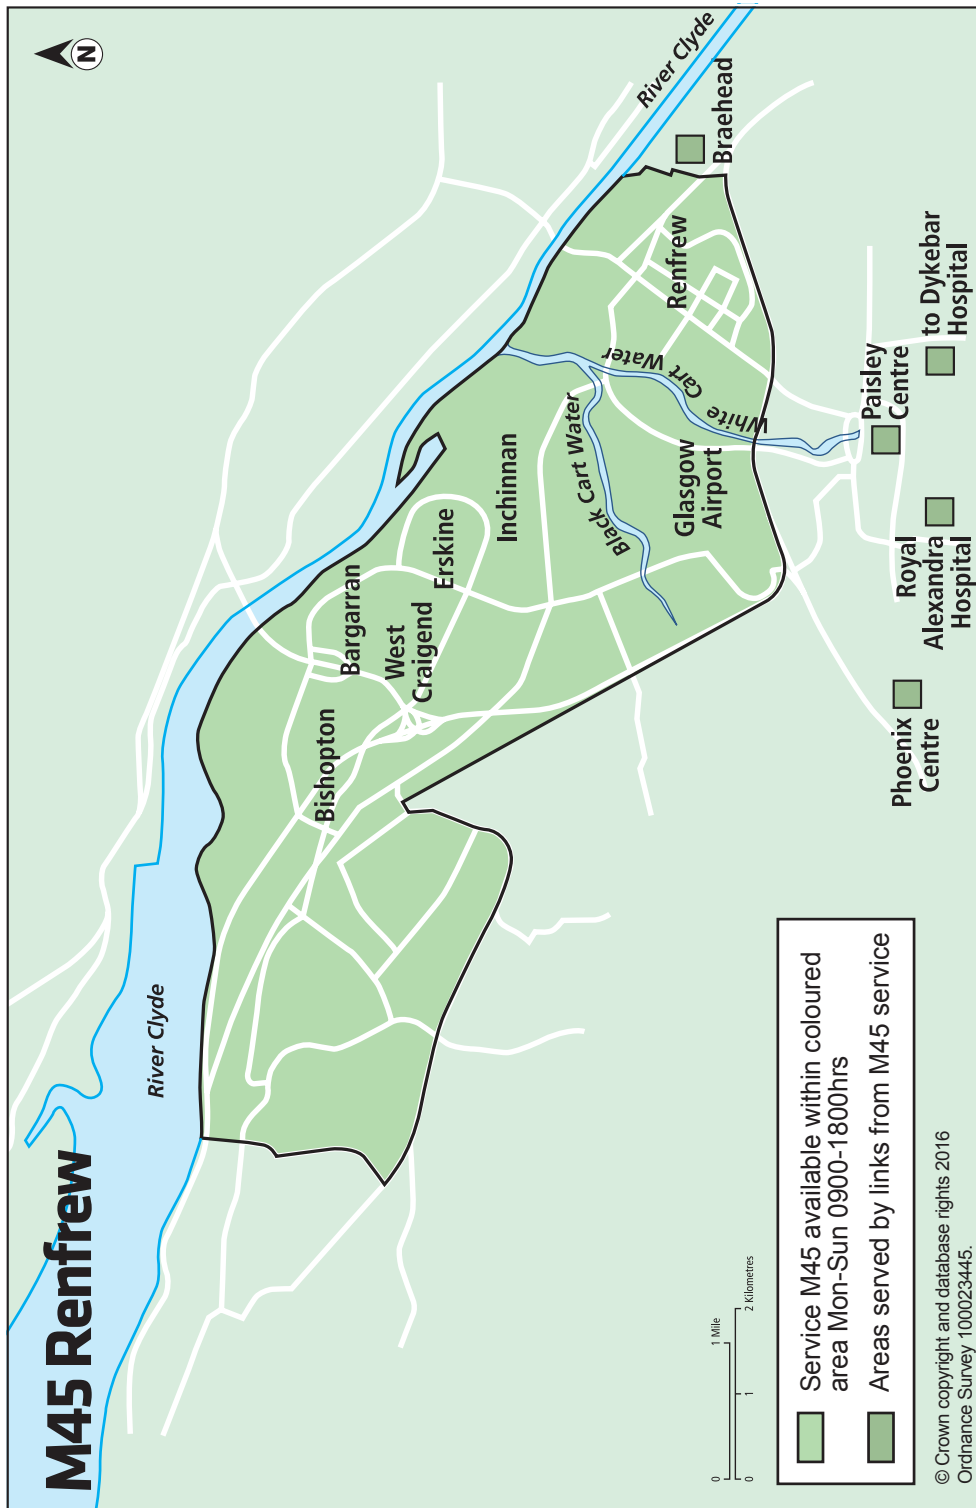 M45 Renfrew
N
River Clyde
River Clyde
Bishopton
Bargarran
West
Craigend
Erskine
Inchinnan
Black Cart Water
White Cart Water
Glasgow
Airport
Renfrew
Braehead
Phoenix
Centre
Royal
Alexandra
Hospital
Paisley
Centre
to Dykebar
Hospital
0
1 Mile
0
1
2 Kilometres
Service M45 available within coloured
area Mon-Sun 0900-1800hrs
Areas served by links from M45 service
© Crown copyright and database rights 2016
Ordnance Survey 100023445.